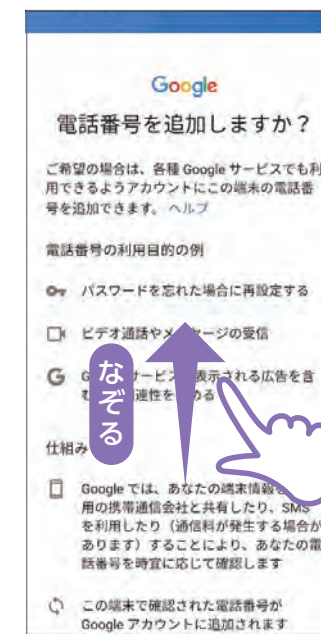 Google
電話番号を追加しますか？
ご希望の場合は、各種 Google サービスでも利
用できるようアカウントにこの端末の電話番
号を追加できます。 ヘルプ
電話番号の利用目的の例
パスワードを忘れた場合に再設定する
ビデオ通話やメ ージの受信
G サービ 表示される広告を含
む 連性を める
なぞる
仕組み
Google では、あなたの端末情報を
用の携帯通信会社と共有したり、SMS
を利用したり（通信料が発生する場合が
あります）することにより、あなたの電
話番号を時宜に応じて確認します
この端末で確認された電話番号が
Google アカウントに追加されます